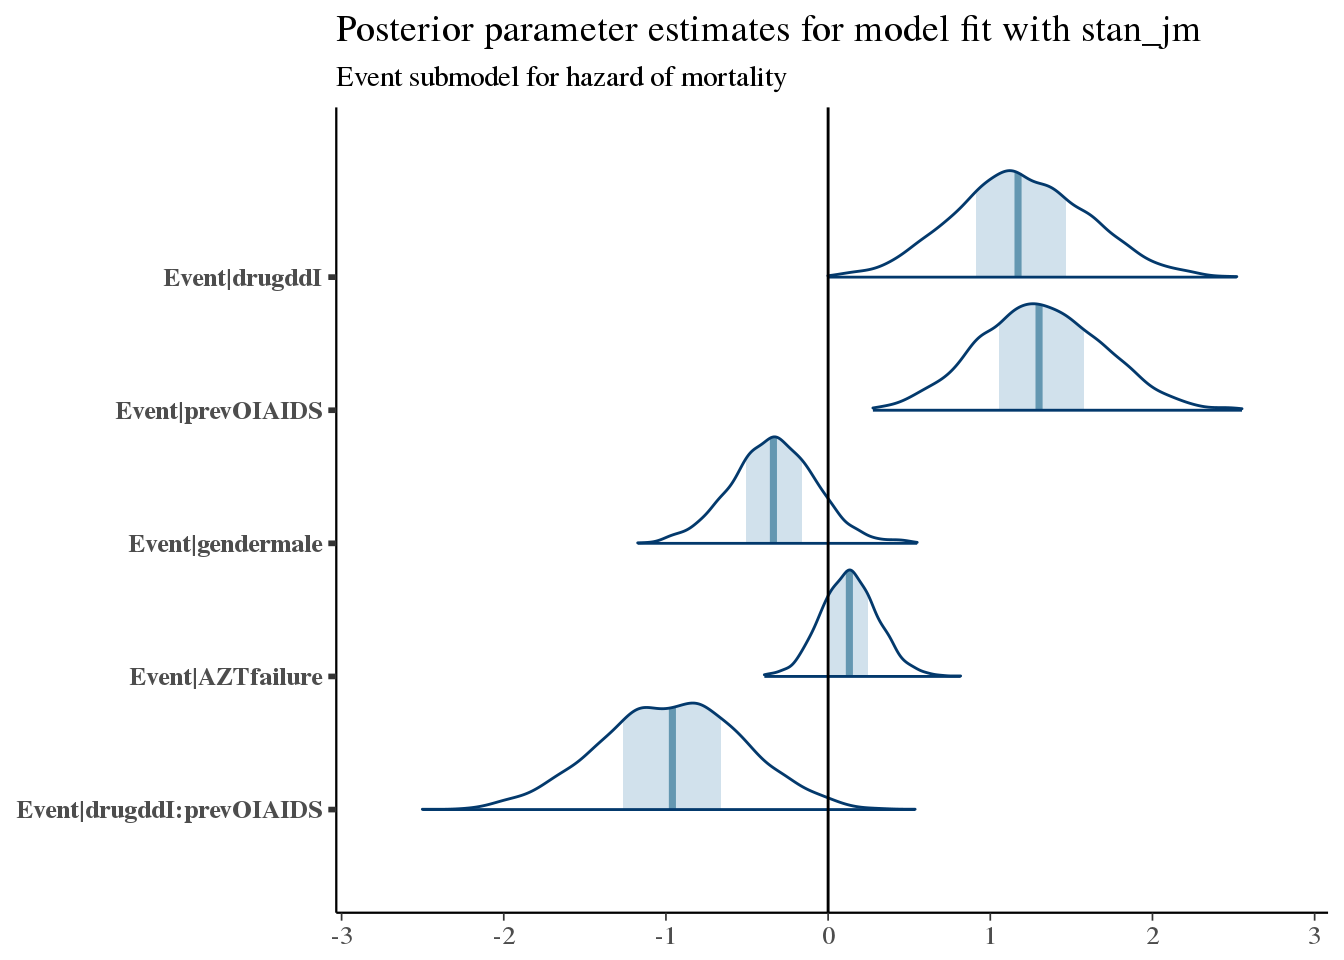 Posterior parameter estimates for model fit with stan_jm
Event submodel for hazard of mortality
Event|drugddI
Event|prevOIAIDS
Event|gendermale
Event|AZTfailure
Event|drugddI:prevOIAIDS
-3 -2 -1 0 1 2 3